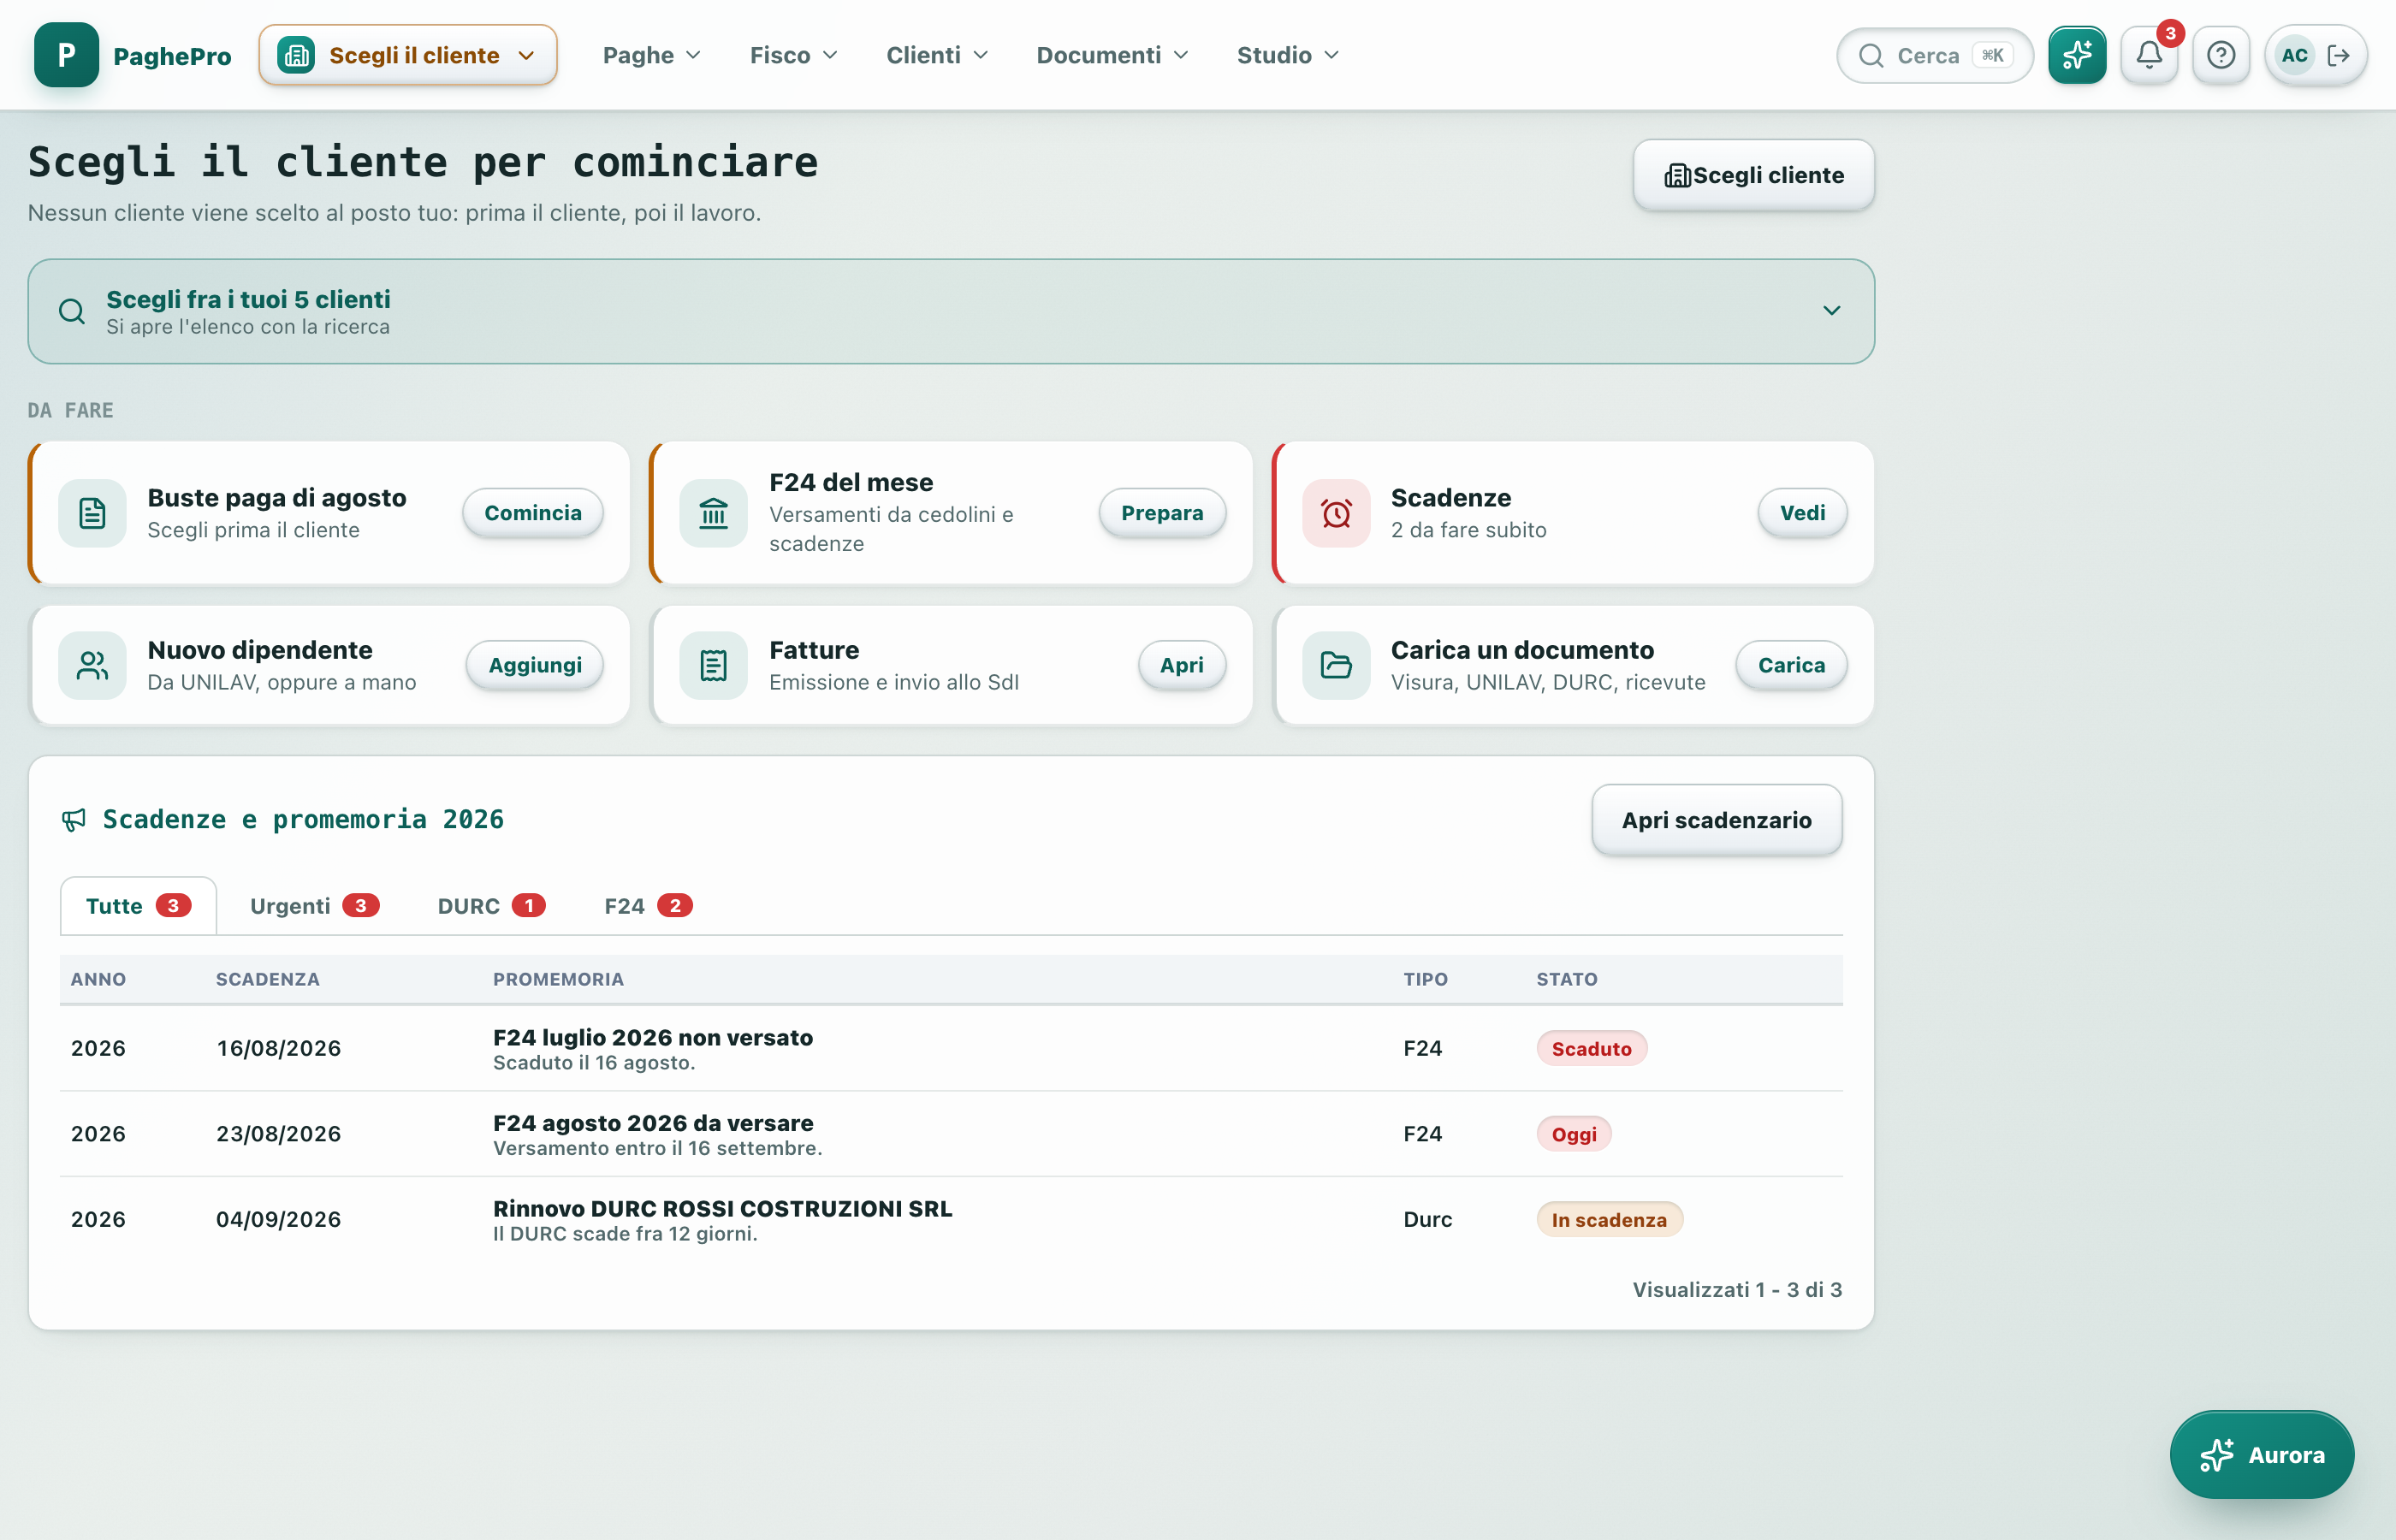 P PaghePro Scegli il cliente Paghe Fisco Clienti Documenti Studio Cerca ⌘K 3 AC
Scegli il cliente per cominciare
Scegli cliente
Nessun cliente viene scelto al posto tuo: prima il cliente, poi il lavoro.
Scegli fra i tuoi 5 clienti
Si apre l'elenco con la ricerca
DA FARE
Buste paga di agosto
Scegli prima il cliente
Comincia
F24 del mese
Versamenti da cedolini e
scadenze
Prepara
Scadenze
2 da fare subito
Vedi
Nuovo dipendente
Da UNILAV, oppure a mano
Aggiungi
Fatture
Emissione e invio allo SdI
Apri
Carica un documento
Visura, UNILAV, DURC, ricevute
Carica
Scadenze e promemoria 2026
Apri scadenzario
Tutte 3 Urgenti 3 DURC 1 F24 2
ANNO SCADENZA PROMEMORIA TIPO STATO
2026 16/08/2026 F24 luglio 2026 non versato F24 Scaduto
Scaduto il 16 agosto.
2026 23/08/2026 F24 agosto 2026 da versare F24 Oggi
Versamento entro il 16 settembre.
2026 04/09/2026 Rinnovo DURC ROSSI COSTRUZIONI SRL Durc In scadenza
Il DURC scade fra 12 giorni.
Visualizzati 1 - 3 di 3
Aurora